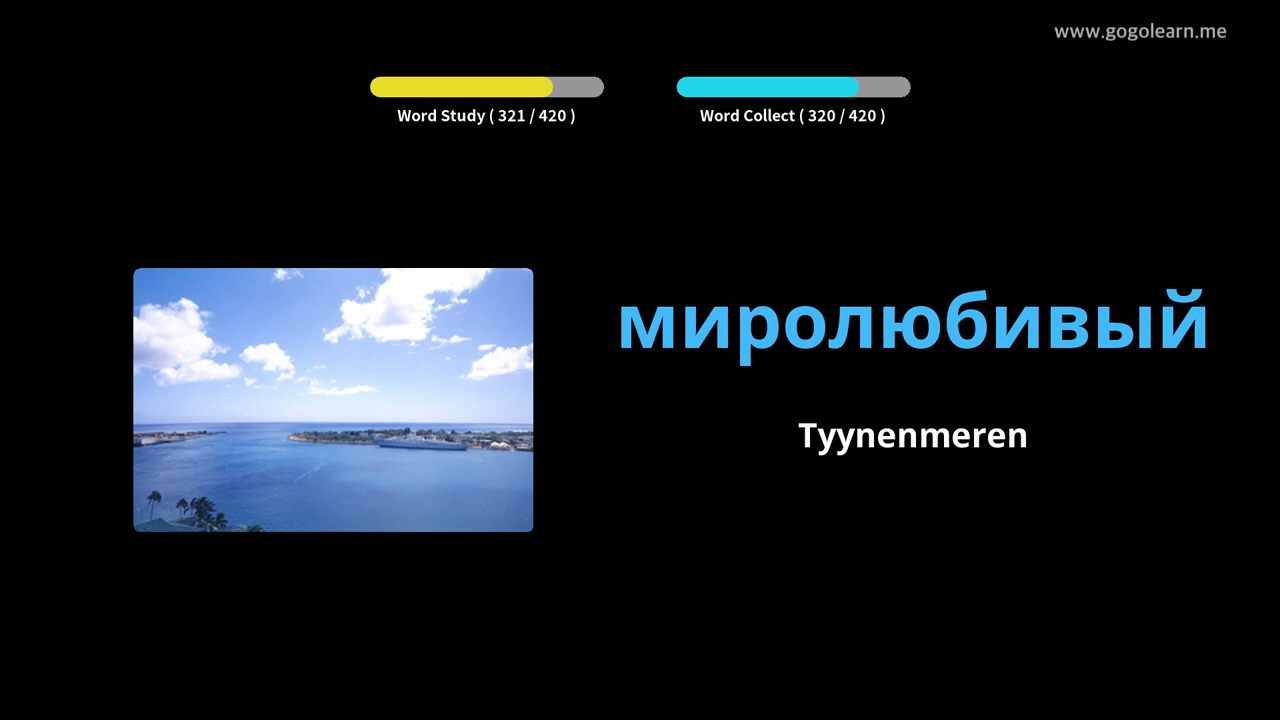 www.gogolearn.me
Word Study ( 321 / 420 )
Word Collect ( 320 / 420 )
миролюбивый
Tyynenmeren